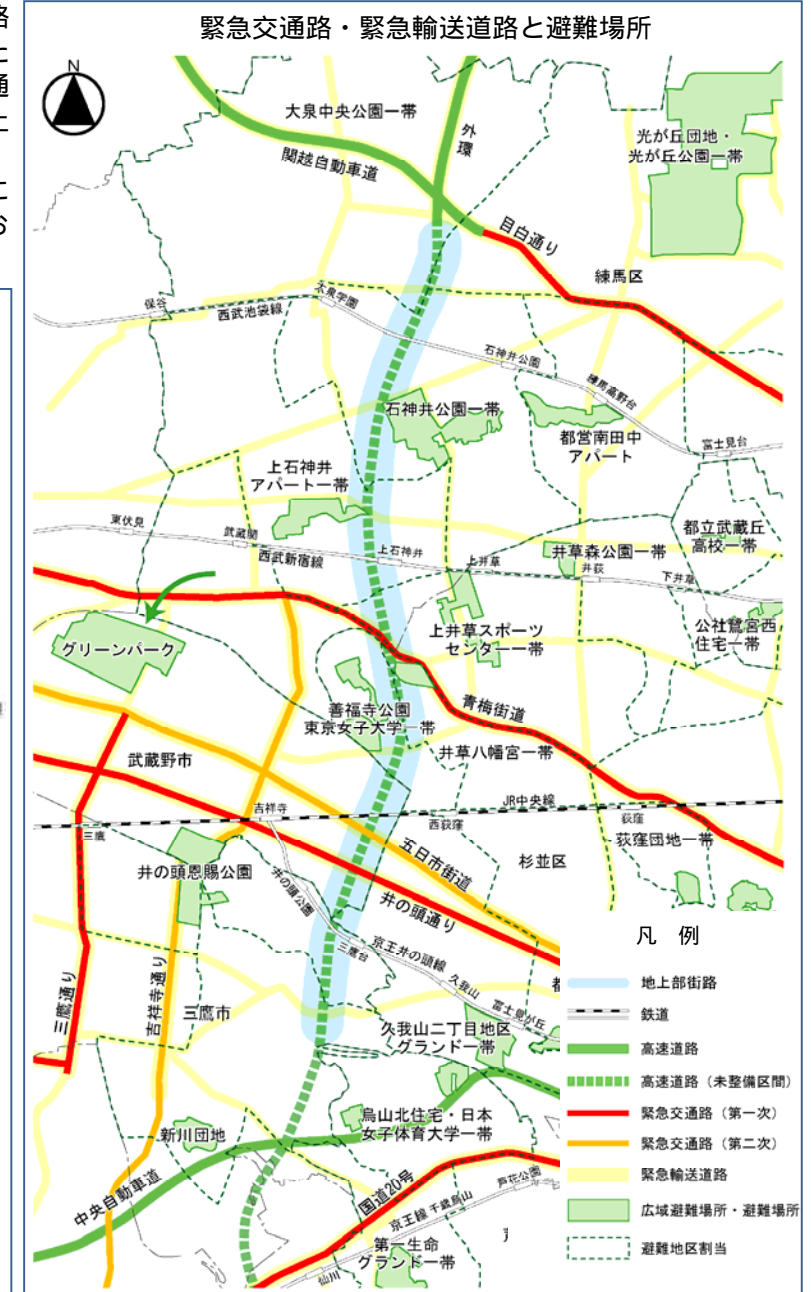 路
通
お
緊急交通路・緊急輸送道路と避難場所
N
大泉中央公園一帯
外環
光が丘団地・
光が丘公園一帯
関越自動車道
目白通り
練馬区
保谷
西武池袋線
大泉学園
石神井公園
練馬高野台
石神井公園一帯
都営南田中
アパート
富士見台
上石神井
アパート一帯
東伏見
武蔵関
西武新宿線
上石神井
上井草
井草森公園一帯
井荻
都立武蔵丘
高校一帯
下井草
グリーンパーク
上井草スポーツ
センター一帯
公社鷺宮西
住宅一帯
善福寺公園
東京女子大学一帯
青梅街道
井草八幡宮一帯
武蔵野市
JR中央線
三鷹
吉祥寺
西荻窪
荻窪
荻窪団地一帯
井の頭恩賜公園
井の頭公園
五日市街道
杉並区
井の頭通り
三鷹台
京王井の頭線
久我山
富士見が丘
三鷹通り
吉祥寺通り
三鷹市
久我山二丁目地区
グランド一帯
新川団地
烏山北住宅・日本
女子体育大学一帯
中央自動車道
国道20号
京王線
千歳烏山
芦花公園
仙川
第一生命
グランド一帯
凡 例
地上部街路
鉄道
高速道路
高速道路（未整備区間）
緊急交通路（第一次）
緊急交通路（第二次）
緊急輸送道路
広域避難場所・避難場所
避難地区割当